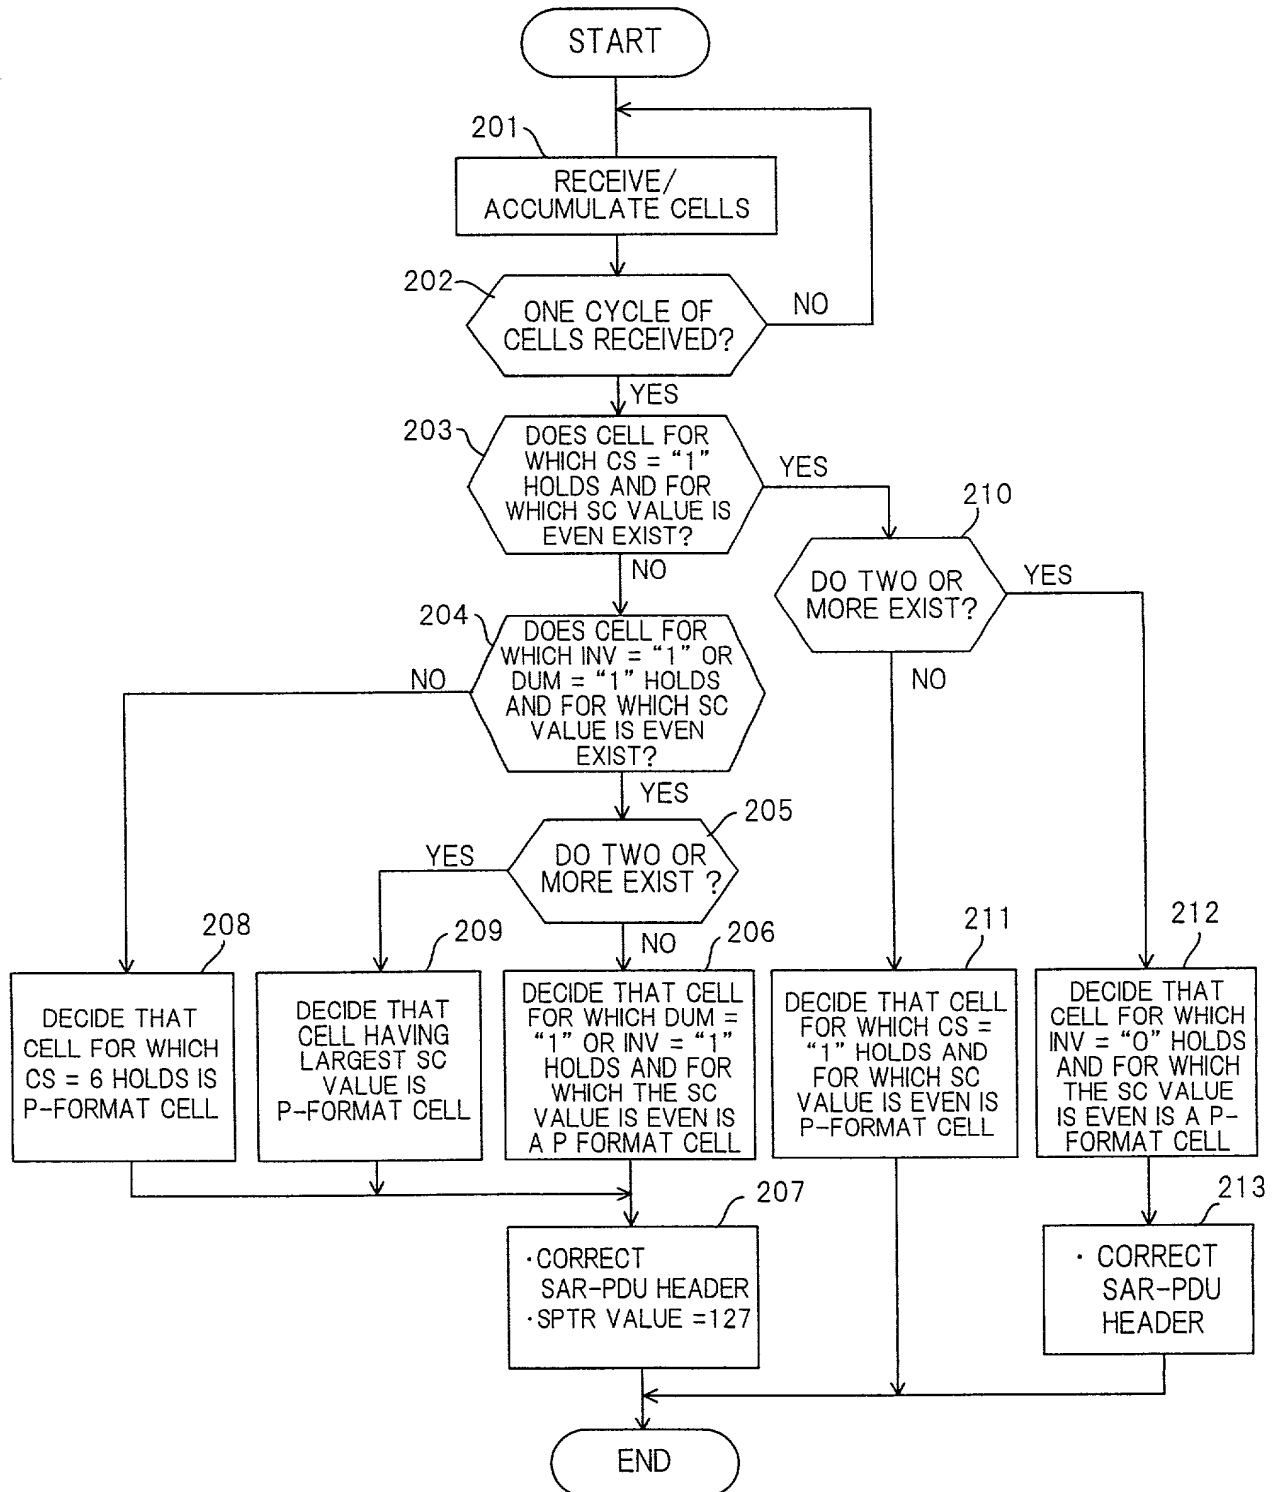 START
201
RECEIVE/
ACCUMULATE CELLS
202
ONE CYCLE OF
CELLS RECEIVED?
NO
YES
203
DOES CELL FOR
WHICH CS = “1”
HOLDS AND FOR
WHICH SC VALUE IS
EVEN EXIST?
YES
NO
210
DO TWO OR
MORE EXIST?
YES
NO
204
DOES CELL FOR
WHICH INV = “1” OR
DUM = “1” HOLDS
AND FOR WHICH SC
VALUE IS EVEN
EXIST?
NO
YES
205
DO TWO OR
MORE EXIST ?
YES
NO
208
DECIDE THAT
CELL FOR WHICH
CS = 6 HOLDS IS
P-FORMAT CELL
209
DECIDE THAT
CELL HAVING
LARGEST SC
VALUE IS
P-FORMAT CELL
206
DECIDE THAT CELL
FOR WHICH DUM =
“1” OR INV = “1”
HOLDS AND FOR
WHICH THE SC
VALUE IS EVEN IS
A P FORMAT CELL
211
DECIDE THAT CELL
FOR WHICH CS =
“1” HOLDS AND
FOR WHICH SC
VALUE IS EVEN IS
P-FORMAT CELL
212
DECIDE THAT
CELL FOR WHICH
INV = “0” HOLDS
AND FOR WHICH
THE SC VALUE
IS EVEN IS A P-
FORMAT CELL
207
·CORRECT
SAR-PDU HEADER
·SPTR VALUE =127
213
· CORRECT
SAR-PDU
HEADER
END